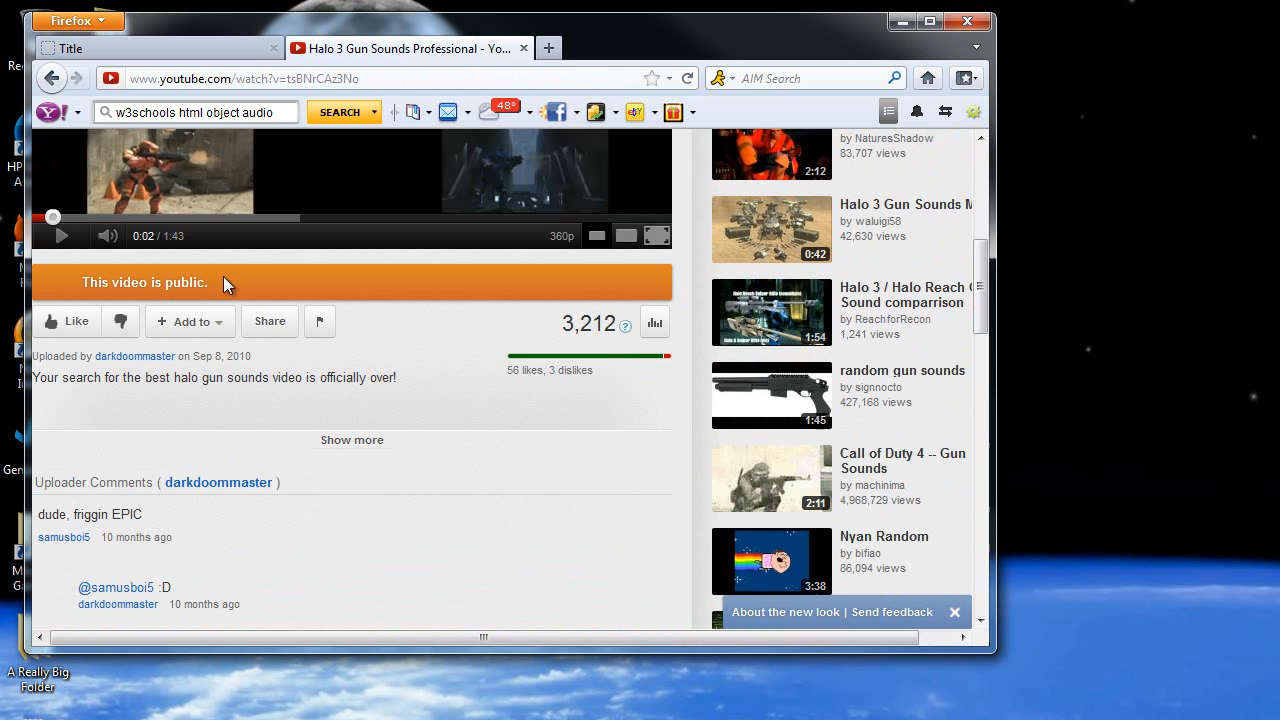 Firefox
Title
Halo 3 Gun Sounds Professional - Yo...
www.youtube.com/watch?v=tsBNrCAz3No
AIM Search
w3schools html object audio
SEARCH
48°
by NaturesShadow
83,707 views
2:12
Halo 3 Gun Sounds M
by waluigi58
42,630 views
0:42
0:02 / 1:43
360p
This video is public.
Like
Add to
Share
3,212
Uploaded by darkdoommaster on Sep 8, 2010
56 likes, 3 dislikes
Your search for the best halo gun sounds video is officially over!
Show more
Uploader Comments ( darkdoommaster )
dude, friggin EPIC
samusboi5 10 months ago
@samusboi5 :D
darkdoommaster 10 months ago
Halo 3 / Halo Reach
Sound comparrison
by ReachforRecon
1,241 views
1:54
random gun sounds
by signnocto
427,168 views
1:45
Call of Duty 4 -- Gun
Sounds
by machinima
4,968,729 views
2:11
Nyan Random
by bifiao
86,094 views
3:38
About the new look | Send feedback
HP
A Really Big
Folder